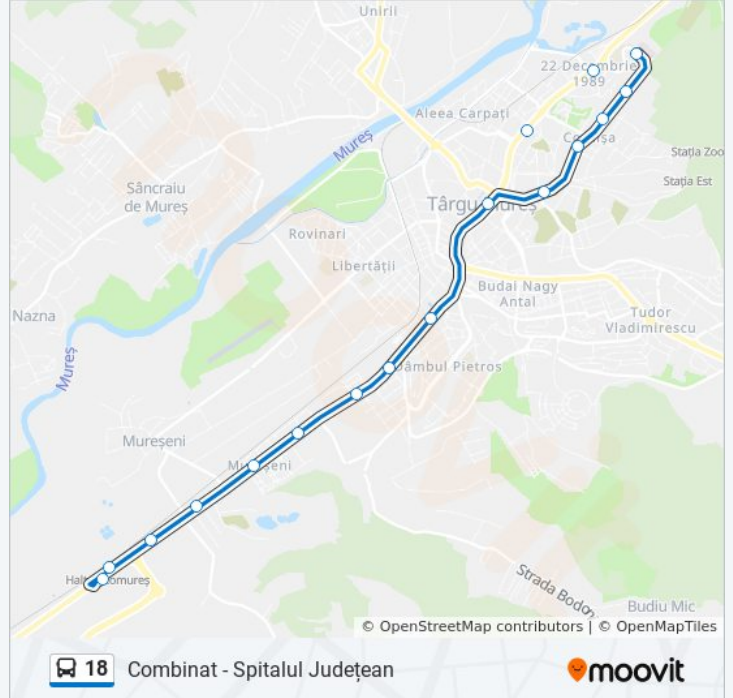 Unirii
22 Decembrie
1989
Aleea Carpați
Mureș
Stația Zoo
Stația Est
Sâncraiu
de Mureș
Târgu Mureș
Rovinari
Libertății
Budai Nagy
Antal
Nazna
Tudor
Vladimirescu
Mureș
Dâmbul Pietros
Mureșeni
Mureșeni
Strada Bodon
Budiu Mic
© OpenStreetMap contributors | © OpenMapTiles
18 Combinat - Spitalul Județean
moovit